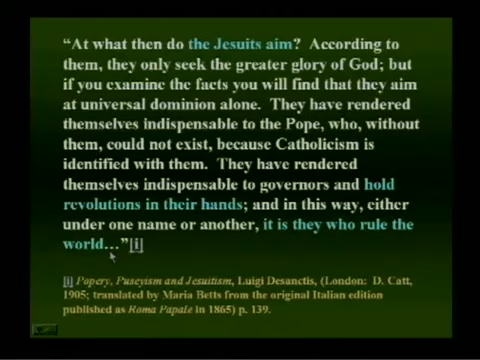 “At what then do the Jesuits aim? According to
them, they only seek the greater glory of God; but
if you examine the facts you will find that they aim
at universal dominion alone. They have rendered
themselves indispensable to the Pope, who, without
them, could not exist, because Catholicism is
identified with them. They have rendered
themselves indispensable to governors and hold
revolutions in their hands; and in this way, either
under one name or another, it is they who rule the
world…”[i]
[i] Popery, Puseyism and Jesuitism, Luigi Desanctis, (London: D. Catt,
1905; translated by Maria Betts from the original Italian edition
published as Roma Papale in 1865) p. 139.